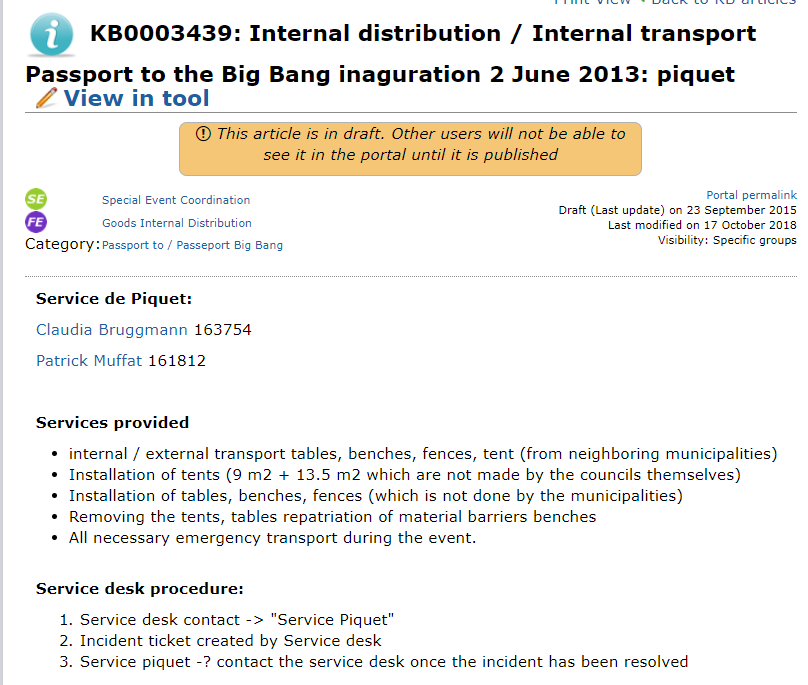 Print View • Back to KB articles
KB0003439: Internal distribution / Internal transport
Passport to the Big Bang inaguration 2 June 2013: piquet
View in tool
This article is in draft. Other users will not be able to
see it in the portal until it is published
SE Special Event Coordination
Portal permalink
Draft (Last update) on 23 September 2015
FE Goods Internal Distribution
Last modified on 17 October 2018
Category: Passport to / Passeport Big Bang
Visibility: Specific groups
Service de Piquet:
Claudia Bruggmann 163754
Patrick Muffat 161812
Services provided
• internal / external transport tables, benches, fences, tent (from neighboring municipalities)
• Installation of tents (9 m2 + 13.5 m2 which are not made by the councils themselves)
• Installation of tables, benches, fences (which is not done by the municipalities)
• Removing the tents, tables repatriation of material barriers benches
• All necessary emergency transport during the event.
Service desk procedure:
1. Service desk contact -> "Service Piquet"
2. Incident ticket created by Service desk
3. Service piquet -? contact the service desk once the incident has been resolved